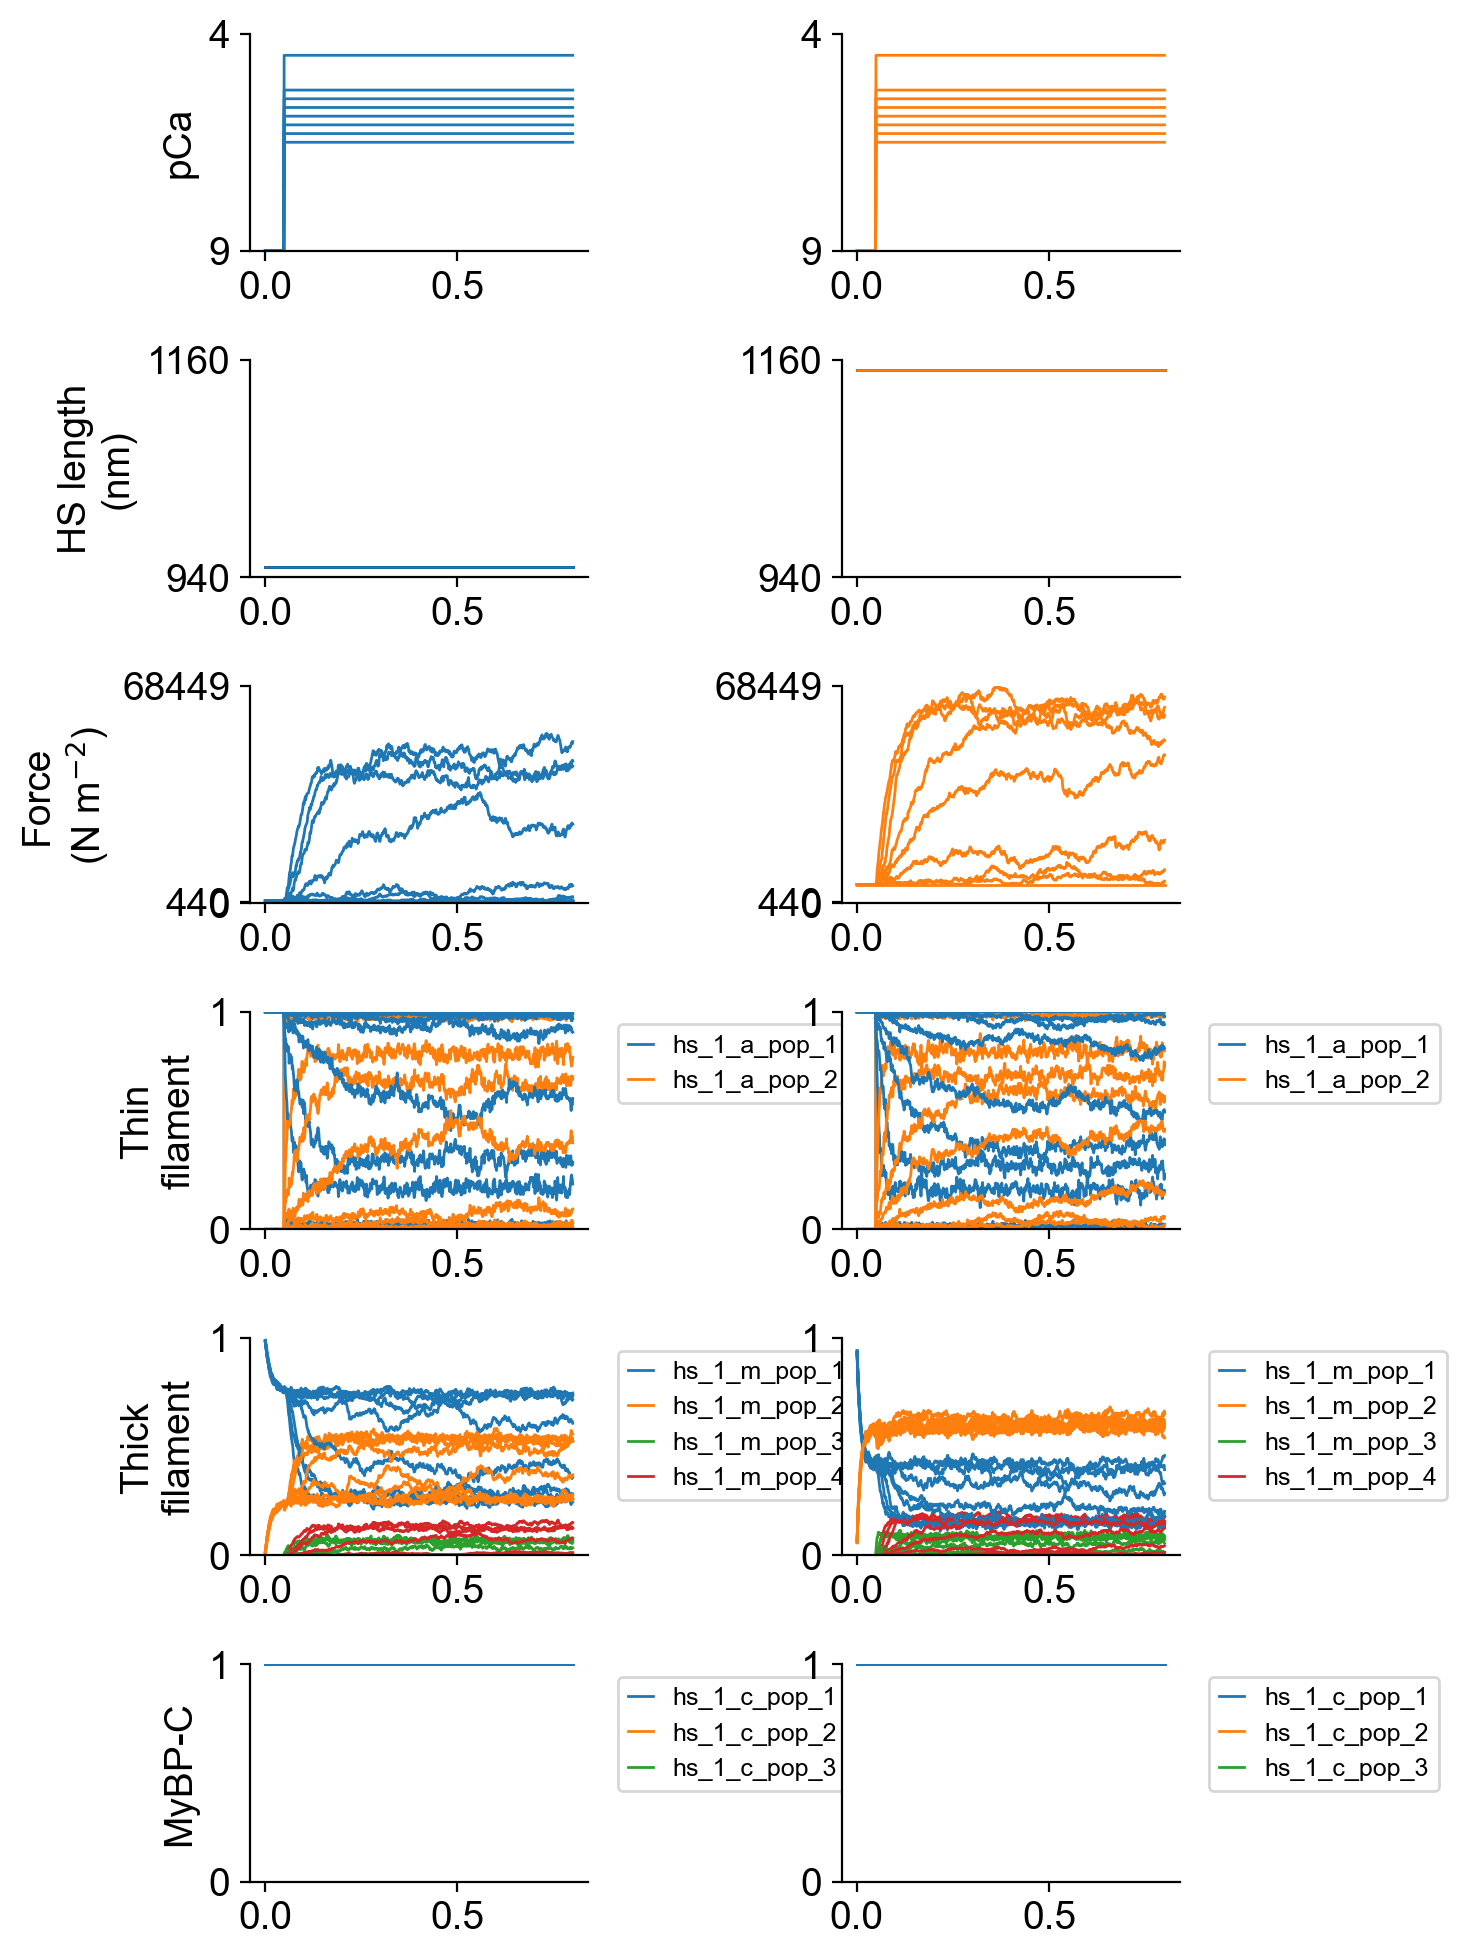 4
4
pCa
9
9
0.0 0.5
0.0 0.5
1160
1160
HS length
(nm)
940
940
0.0 0.5
0.0 0.5
68449
68449
Force
(N m⁻²)
440
0
440
0
0.0 0.5
0.0 0.5
1
hs_1_a_pop_1
hs_1_a_pop_2
1
hs_1_a_pop_1
hs_1_a_pop_2
Thin
filament
0
0
0.0 0.5
0.0 0.5
1
hs_1_m_pop_1
hs_1_m_pop_2
hs_1_m_pop_3
hs_1_m_pop_4
1
hs_1_m_pop_1
hs_1_m_pop_2
hs_1_m_pop_3
hs_1_m_pop_4
Thick
filament
0
0
0.0 0.5
0.0 0.5
1
hs_1_c_pop_1
hs_1_c_pop_2
hs_1_c_pop_3
1
hs_1_c_pop_1
hs_1_c_pop_2
hs_1_c_pop_3
MyBP-C
0
0
0.0 0.5
0.0 0.5